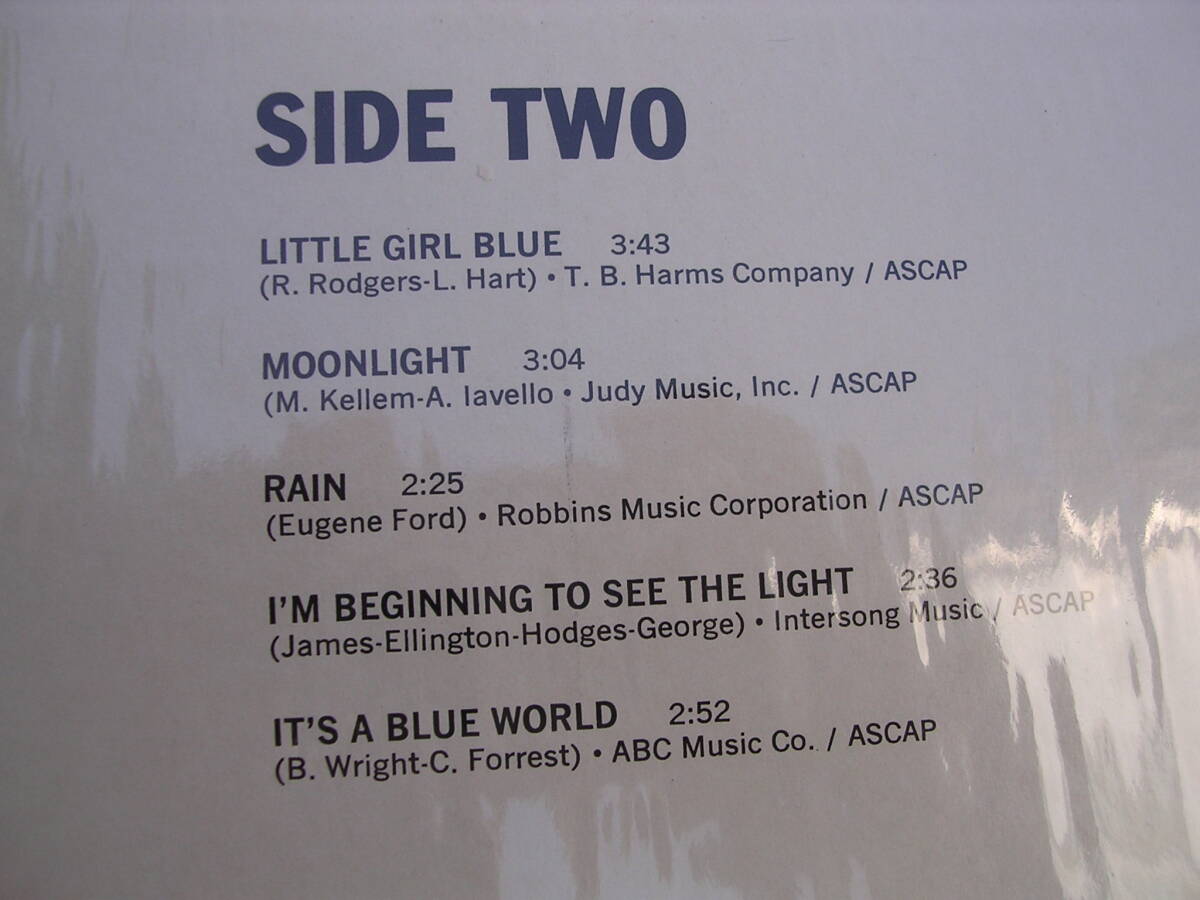 SIDE TWO
LITTLE GIRL BLUE 3:43
(R. Rodgers-L. Hart) • T. B. Harms Company / ASCAP
MOONLIGHT 3:04
(M. Kellem-A. Iavello • Judy Music, Inc. / ASCAP
RAIN 2:25
(Eugene Ford) • Robbins Music Corporation / ASCAP
I'M BEGINNING TO SEE THE LIGHT 2:36
(James-Ellington-Hodges-George) • Intersong Music / ASCAP
IT'S A BLUE WORLD 2:52
(B. Wright-C. Forrest) • ABC Music Co. / ASCAP